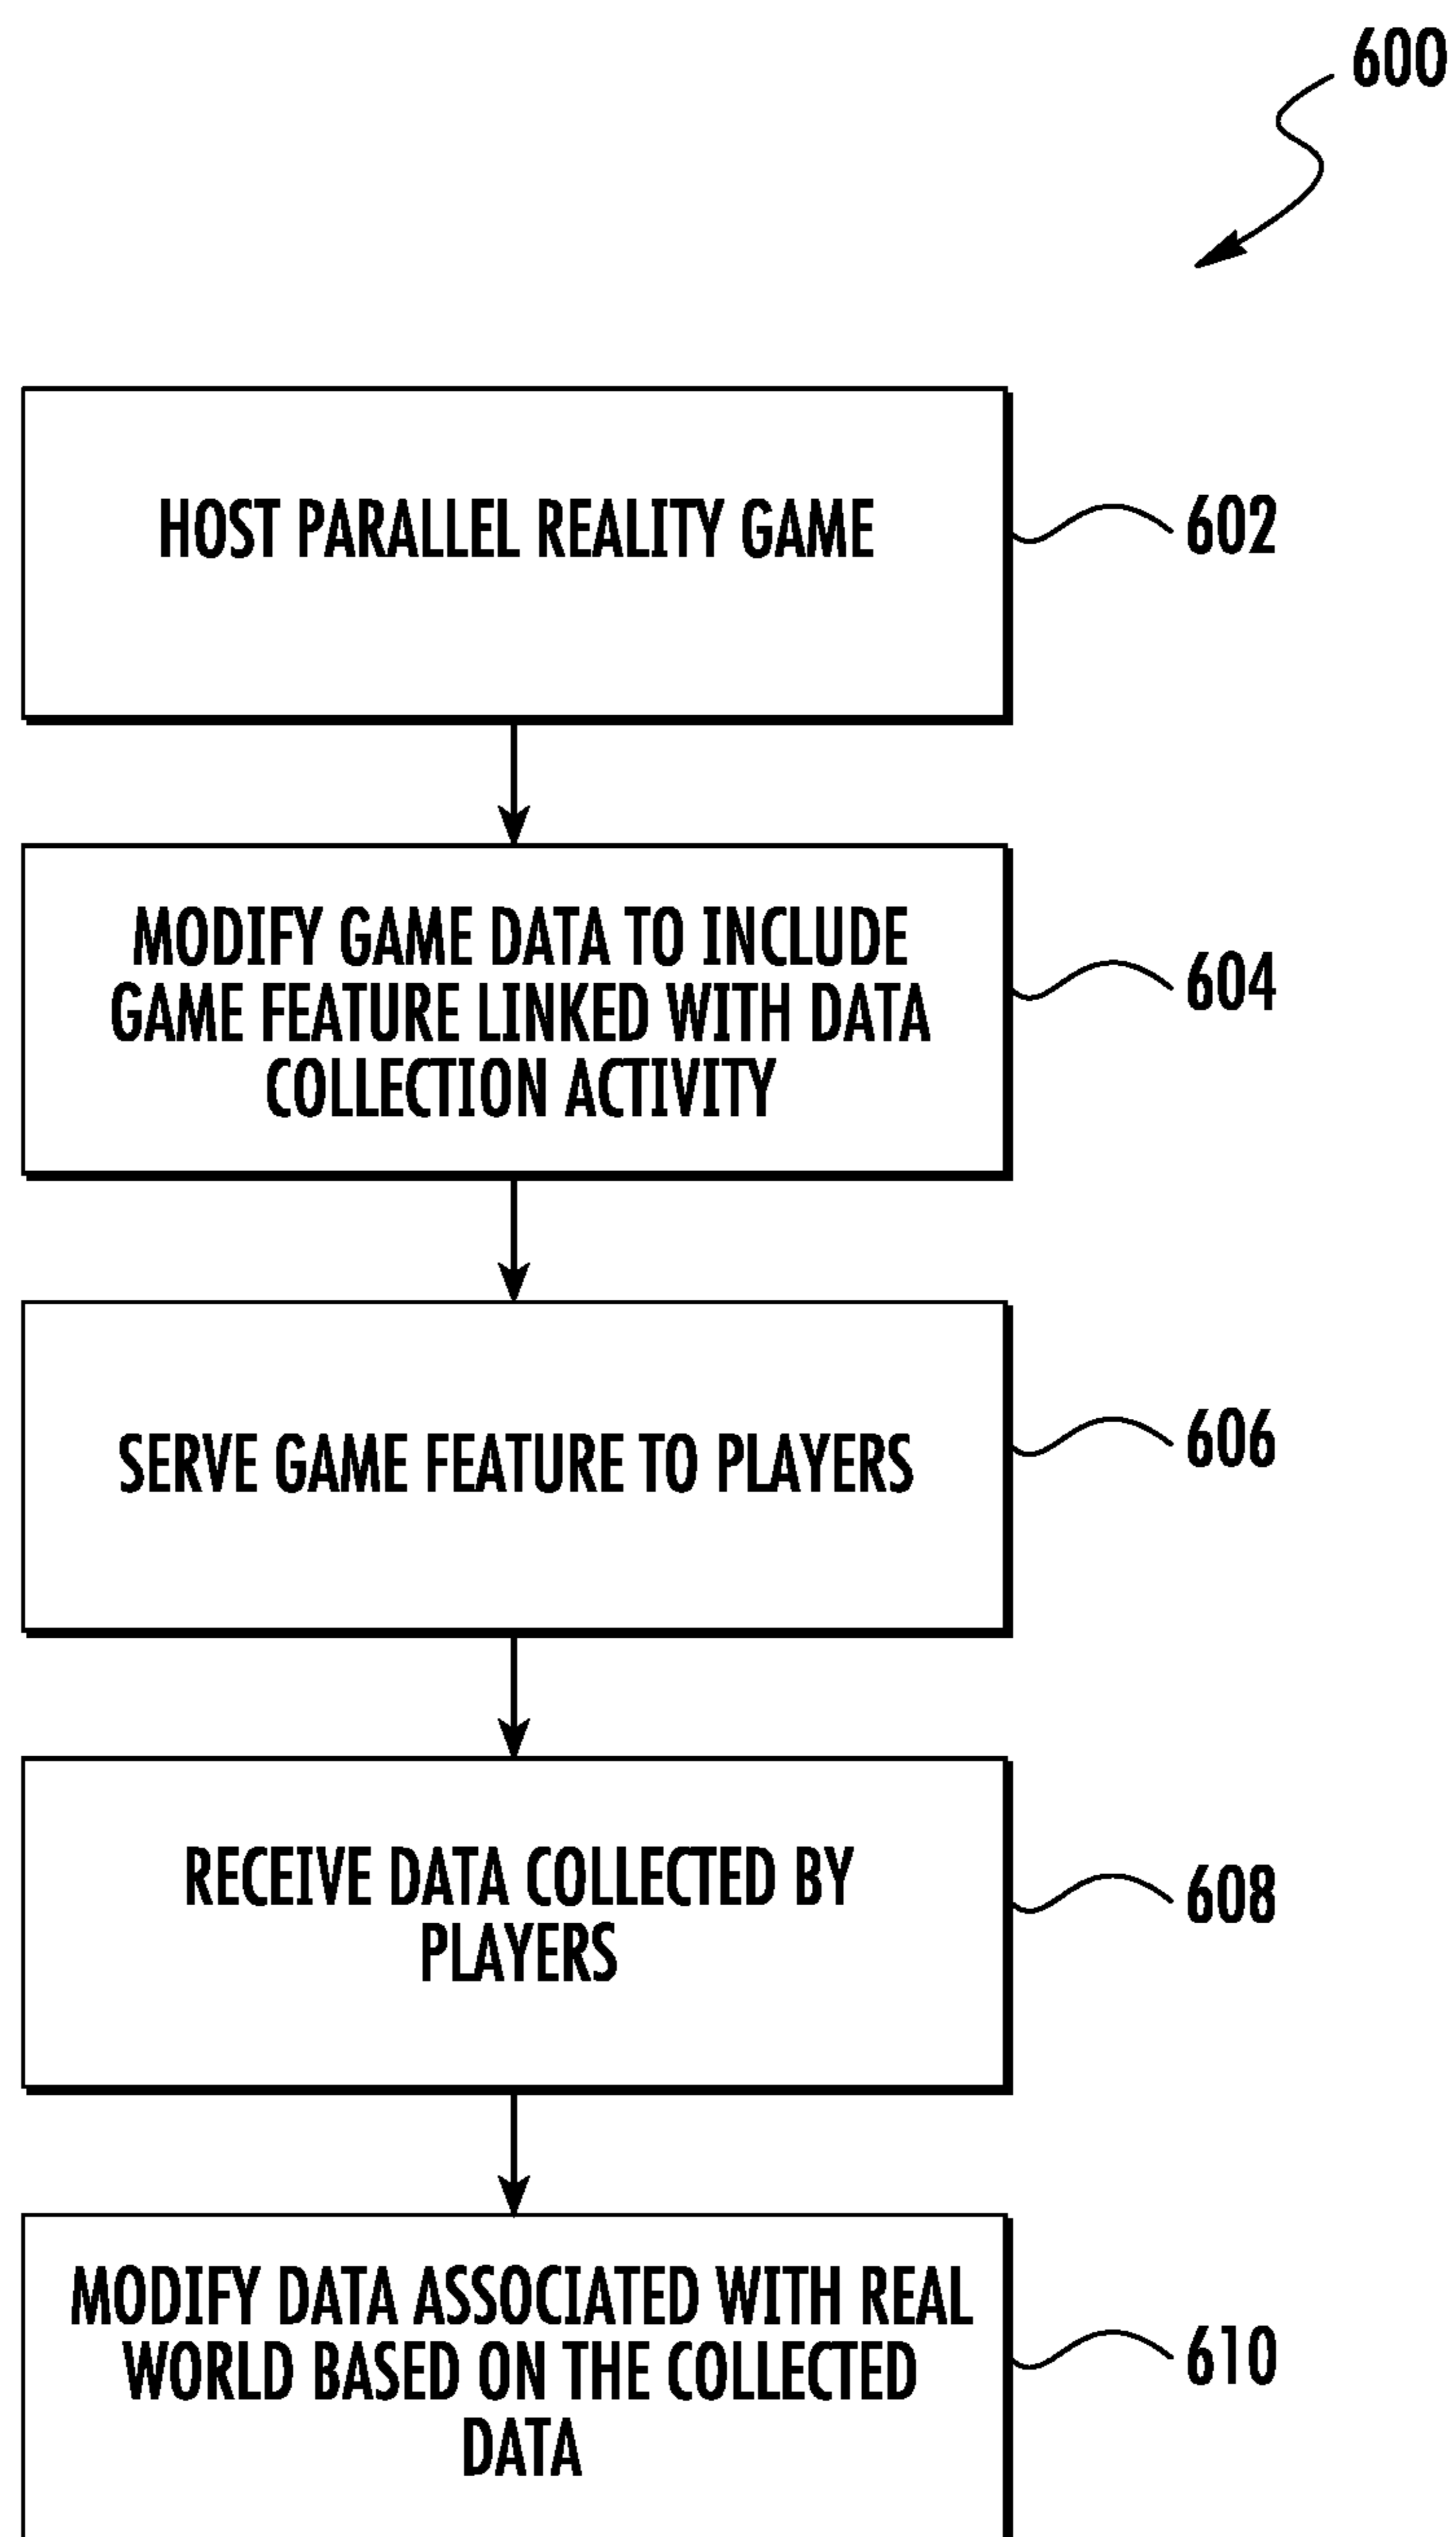 600
HOST PARALLEL REALITY GAME
602
MODIFY GAME DATA TO INCLUDE
GAME FEATURE LINKED WITH DATA
COLLECTION ACTIVITY
604
SERVE GAME FEATURE TO PLAYERS
606
RECEIVE DATA COLLECTED BY
PLAYERS
608
MODIFY DATA ASSOCIATED WITH REAL
WORLD BASED ON THE COLLECTED
DATA
610